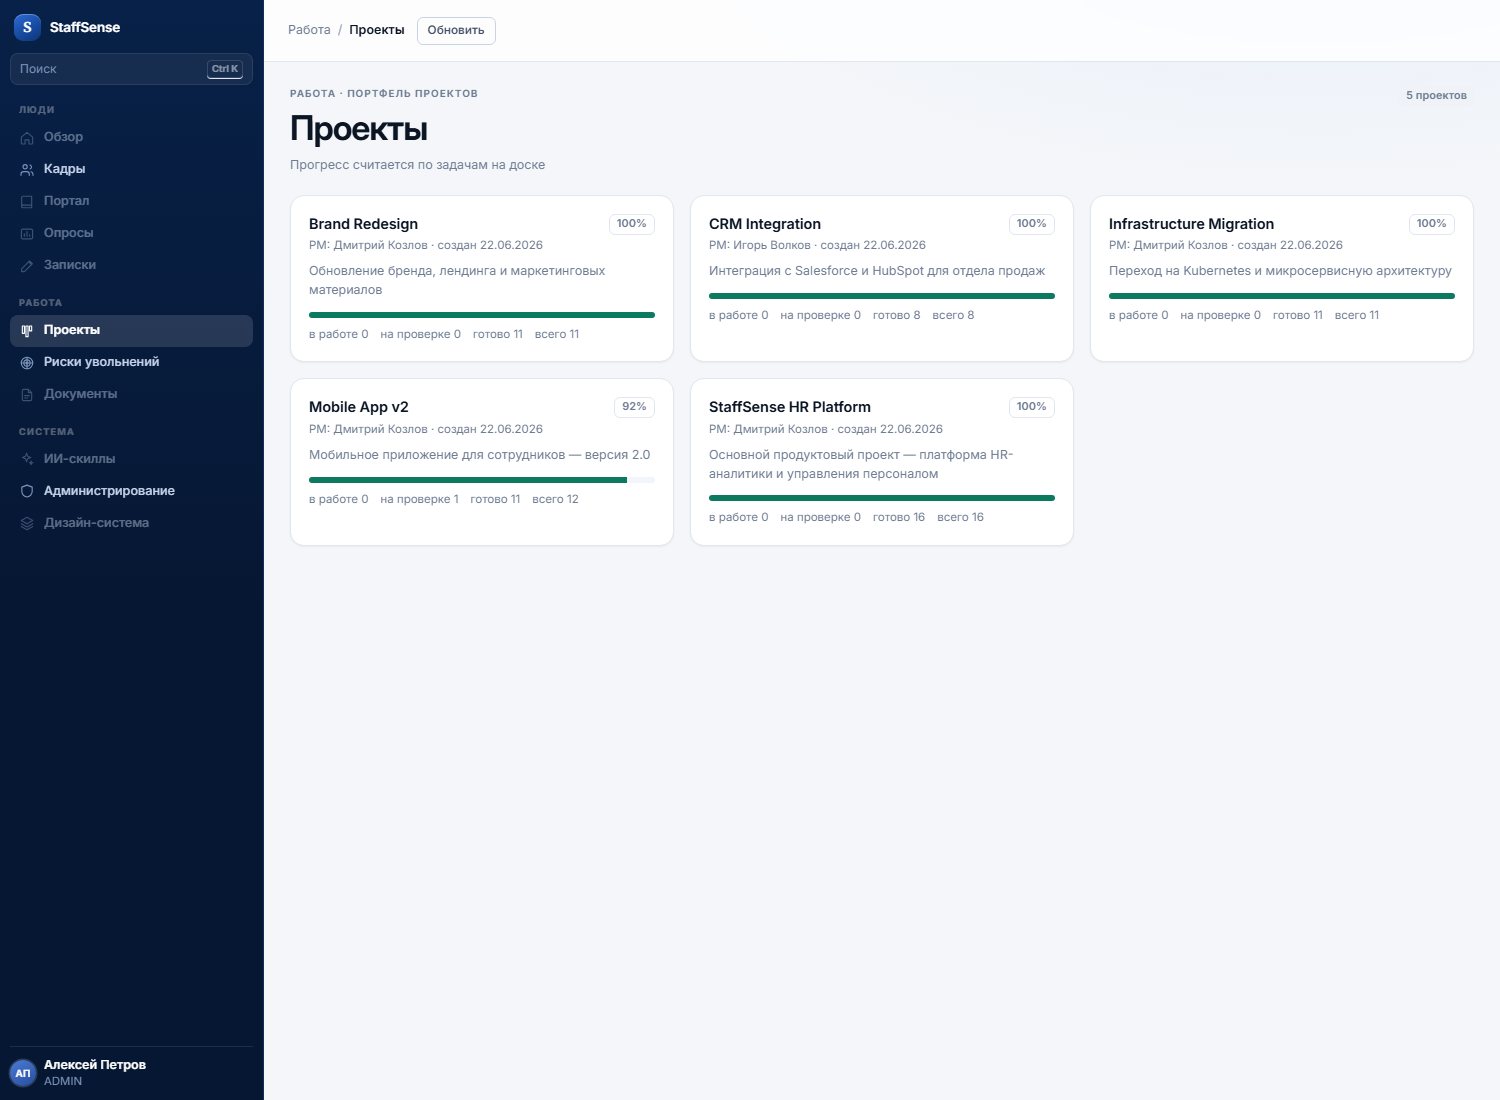 S StaffSense
Поиск Ctrl K
ЛЮДИ
Обзор
Кадры
Портал
Опросы
Записки
РАБОТА
Проекты
Риски увольнений
Документы
СИСТЕМА
ИИ-скиллы
Администрирование
Дизайн-система
АП
Алексей Петров
ADMIN
Работа / Проекты Обновить
РАБОТА · ПОРТФЕЛЬ ПРОЕКТОВ
5 проектов
Проекты
Прогресс считается по задачам на доске
Brand Redesign 100%
PM: Дмитрий Козлов · создан 22.06.2026
Обновление бренда, лендинга и маркетинговых
материалов
в работе 0 на проверке 0 готово 11 всего 11
CRM Integration 100%
PM: Игорь Волков · создан 22.06.2026
Интеграция с Salesforce и HubSpot для отдела продаж
в работе 0 на проверке 0 готово 8 всего 8
Infrastructure Migration 100%
PM: Дмитрий Козлов · создан 22.06.2026
Переход на Kubernetes и микросервисную архитектуру
в работе 0 на проверке 0 готово 11 всего 11
Mobile App v2 92%
PM: Дмитрий Козлов · создан 22.06.2026
Мобильное приложение для сотрудников — версия 2.0
в работе 0 на проверке 1 готово 11 всего 12
StaffSense HR Platform 100%
PM: Дмитрий Козлов · создан 22.06.2026
Основной продуктовый проект — платформа HR-
аналитики и управления персоналом
в работе 0 на проверке 0 готово 16 всего 16